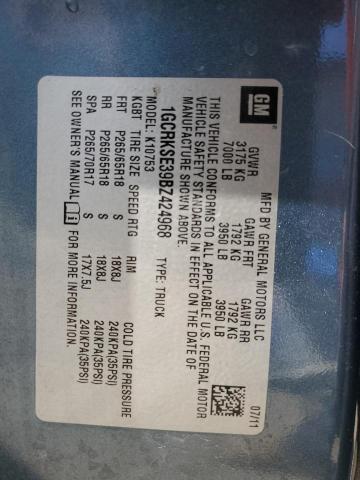 GM
MFD BY GENERAL MOTORS LLC 07/11
GVWR GAWR FRT GAWR RR
3175 KG 1792 KG 1792 KG
7000 LB 3950 LB 3950 LB
THIS VEHICLE CONFORMS TO ALL APPLICABLE U.S. FEDERAL MOTOR
VEHICLE SAFETY STANDARDS IN EFFECT ON THE DATE OF
MANUFACTURE SHOWN ABOVE.
1GCRKSE39BZ424968 TYPE: TRUCK
MODEL: K10753
KGBT TIRE SIZE SPEED RTG RIM COLD TIRE PRESSURE
FRT P265/65R18 S 18X8J 240KPA(35PSI)
RR P265/65R18 S 18X8J 240KPA(35PSI)
SPA P265/70R17 S 17X7.5J 240KPA(35PSI)
SEE OWNER'S MANUAL FOR MORE INFORMATION.